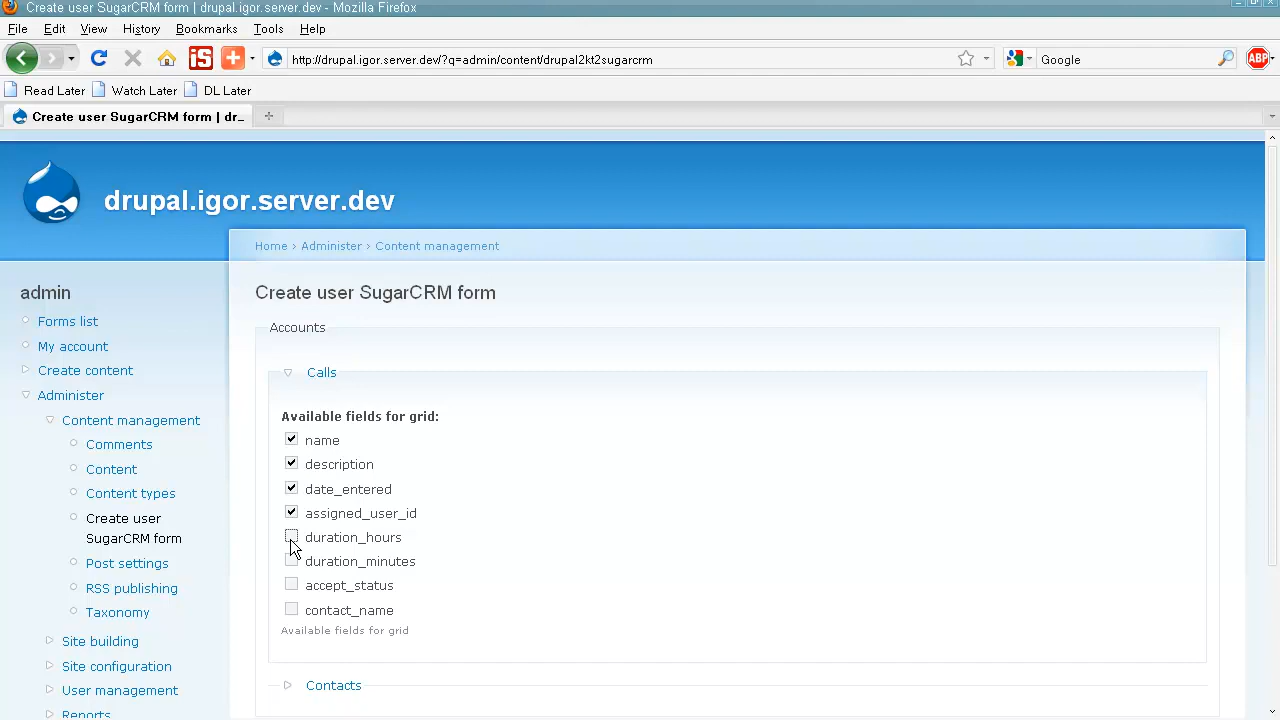 Create user SugarCRM form | drupal.igor.server.dev - Mozilla Firefox
File Edit View History Bookmarks Tools Help
iS http://drupal.igor.server.dev/?q=admin/content/drupal2kt2sugarcrm Google ABP
Read Later Watch Later DL Later
Create user SugarCRM form | dr...
drupal.igor.server.dev
Home › Administer › Content management
admin
Forms list
My account
Create content
Administer
Content management
Comments
Content
Content types
Create user
SugarCRM form
Post settings
RSS publishing
Taxonomy
Site building
Site configuration
User management
Reports
Create user SugarCRM form
Accounts
Calls
Available fields for grid:
name
description
date_entered
assigned_user_id
duration_hours
duration_minutes
accept_status
contact_name
Available fields for grid
Contacts